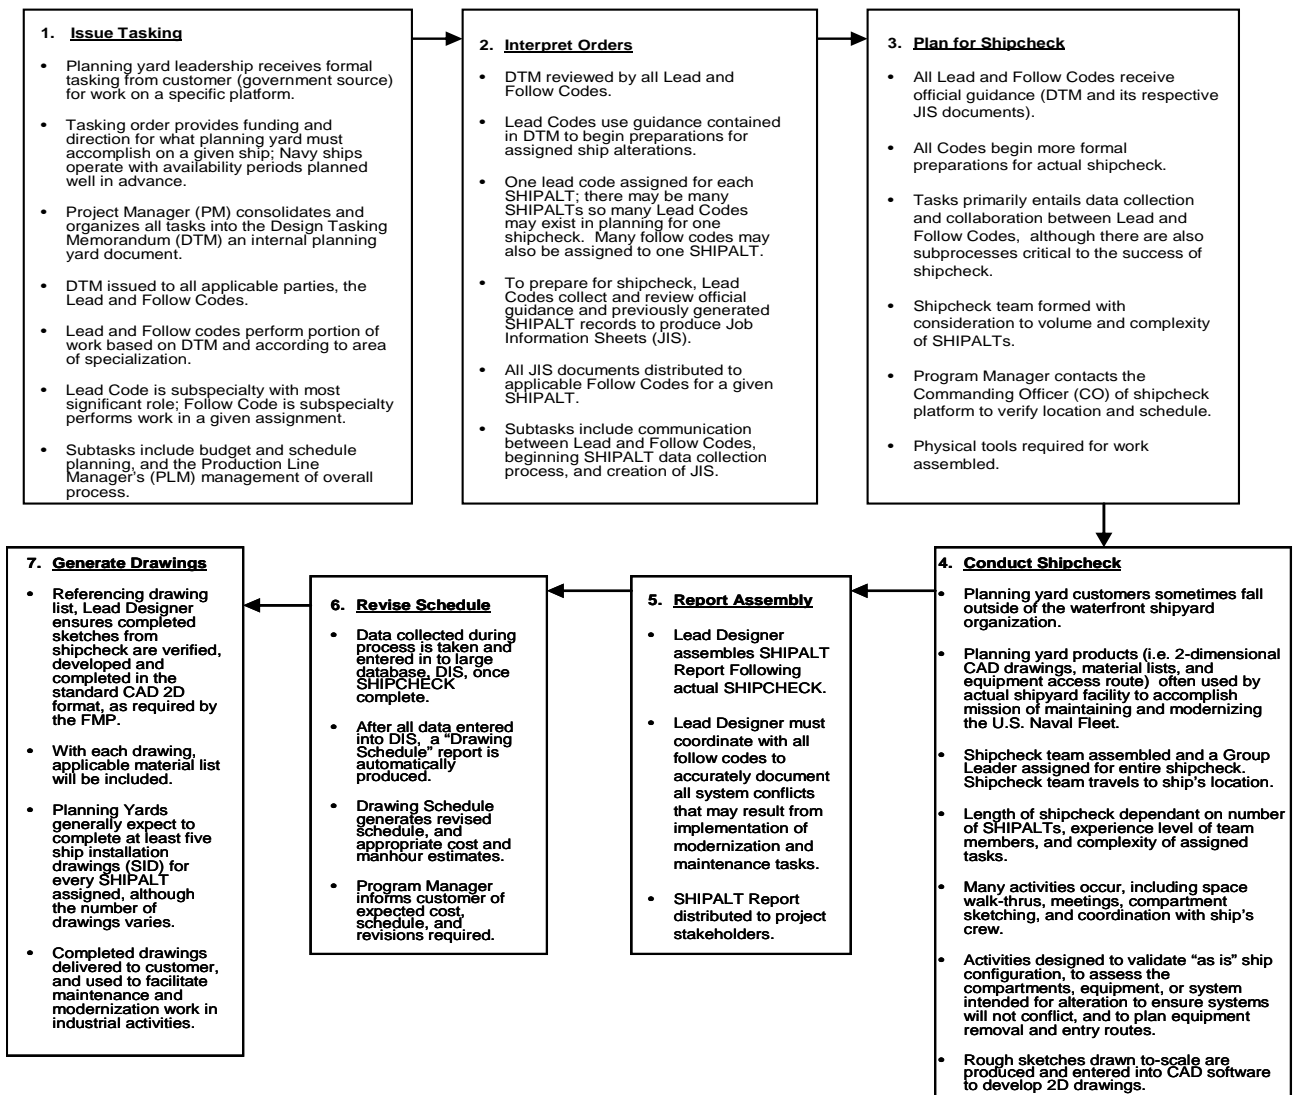 1. Issue Tasking
• Planning yard leadership receives formal
tasking from customer (government source)
for work on a specific platform.
• Tasking order provides funding and
direction for what planning yard must
accomplish on a given ship; Navy ships
operate with availability periods planned
well in advance.
• Project Manager (PM) consolidates and
organizes all tasks into the Design Tasking
Memorandum (DTM) an internal planning
yard document.
• DTM issued to all applicable parties, the
Lead and Follow Codes.
• Lead and Follow codes perform portion of
work based on DTM and according to area
of specialization.
• Lead Code is subspecialty with most
significant role; Follow Code is subspecialty
performs work in a given assignment.
• Subtasks include budget and schedule
planning, and the Production Line
Manager's (PLM) management of overall
process.
2. Interpret Orders
• DTM reviewed by all Lead and
Follow Codes.
• Lead Codes use guidance contained
in DTM to begin preparations for
assigned ship alterations.
• One lead code assigned for each
SHIPALT; there may be many
SHIPALTs so many Lead Codes
may exist in planning for one
shipcheck. Many follow codes may
also be assigned to one SHIPALT.
• To prepare for shipcheck, Lead
Codes collect and review official
guidance and previously generated
SHIPALT records to produce Job
Information Sheets (JIS).
• All JIS documents distributed to
applicable Follow Codes for a given
SHIPALT.
• Subtasks include communication
between Lead and Follow Codes,
beginning SHIPALT data collection
process, and creation of JIS.
3. Plan for Shipcheck
• All Lead and Follow Codes receive
official guidance (DTM and its respective
JIS documents).
• All Codes begin more formal
preparations for actual shipcheck.
• Tasks primarily entails data collection
and collaboration between Lead and
Follow Codes, although there are also
subprocesses critical to the success of
shipcheck.
• Shipcheck team formed with
consideration to volume and complexity
of SHIPALTs.
• Program Manager contacts the
Commanding Officer (CO) of shipcheck
platform to verify location and schedule.
• Physical tools required for work
assembled.
4. Conduct Shipcheck
• Planning yard customers sometimes fall
outside of the waterfront shipyard
organization.
• Planning yard products (i.e. 2-dimensional
CAD drawings, material lists, and
equipment access route) often used by
actual shipyard facility to accomplish
mission of maintaining and modernizing
the U.S. Naval Fleet.
• Shipcheck team assembled and a Group
Leader assigned for entire shipcheck.
Shipcheck team travels to ship's location.
• Length of shipcheck dependant on number
of SHIPALTs, experience level of team
members, and complexity of assigned
tasks.
• Many activities occur, including space
walk-thrus, meetings, compartment
sketching, and coordination with ship's
crew.
• Activities designed to validate "as is" ship
configuration, to assess the
compartments, equipment, or system
intended for alteration to ensure systems
will not conflict, and to plan equipment
removal and entry routes.
• Rough sketches drawn to-scale are
produced and entered into CAD software
to develop 2D drawings.
5. Report Assembly
• Lead Designer
assembles SHIPALT
Report Following
actual SHIPCHECK.
• Lead Designer must
coordinate with all
follow codes to
accurately document
all system conflicts
that may result from
implementation of
modernization and
maintenance tasks.
• SHIPALT Report
distributed to project
stakeholders.
6. Revise Schedule
• Data collected during
process is taken and
entered in to large
database, DIS, once
SHIPCHECK
complete.
• After all data entered
into DIS, a "Drawing
Schedule" report is
automatically
produced.
• Drawing Schedule
generates revised
schedule, and
appropriate cost and
manhour estimates.
• Program Manager
informs customer of
expected cost,
schedule, and
revisions required.
7. Generate Drawings
• Referencing drawing
list, Lead Designer
ensures completed
sketches from
shipcheck are verified,
developed and
completed in the
standard CAD 2D
format, as required by
the FMP.
• With each drawing,
applicable material list
will be included.
• Planning Yards
generally expect to
complete at least five
ship installation
drawings (SID) for
every SHIPALT
assigned, although
the number of
drawings varies.
• Completed drawings
delivered to customer,
and used to facilitate
maintenance and
modernization work in
industrial activities.